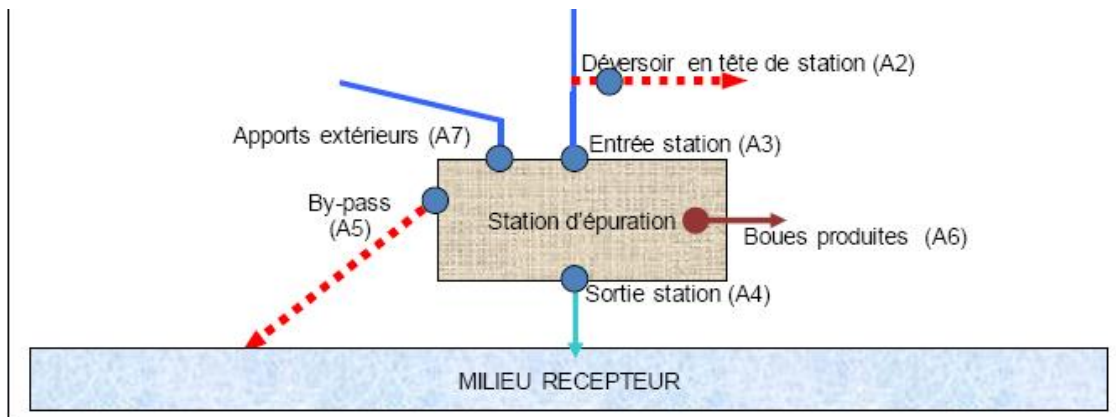 Déversoir en tête de station (A2)
Apports extérieurs (A7)
Entrée station (A3)
By-pass
(A5)
Station d'épuration
Boues produites (A6)
Sortie station (A4)
MILIEU RECEPTEUR